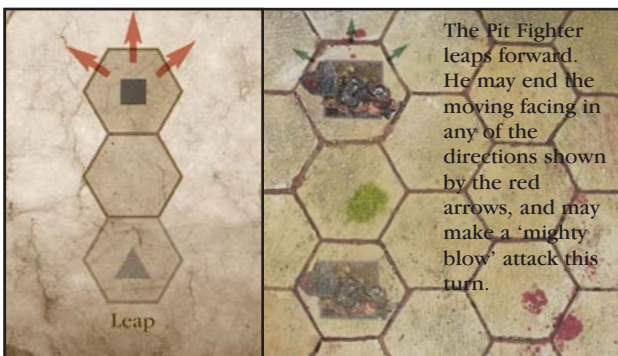 Leap
The Pit Fighter
leaps forward.
He may end the
moving facing in
any of the
directions shown
by the red
arrows, and may
make a ‘mighty
blow’ attack this
turn.